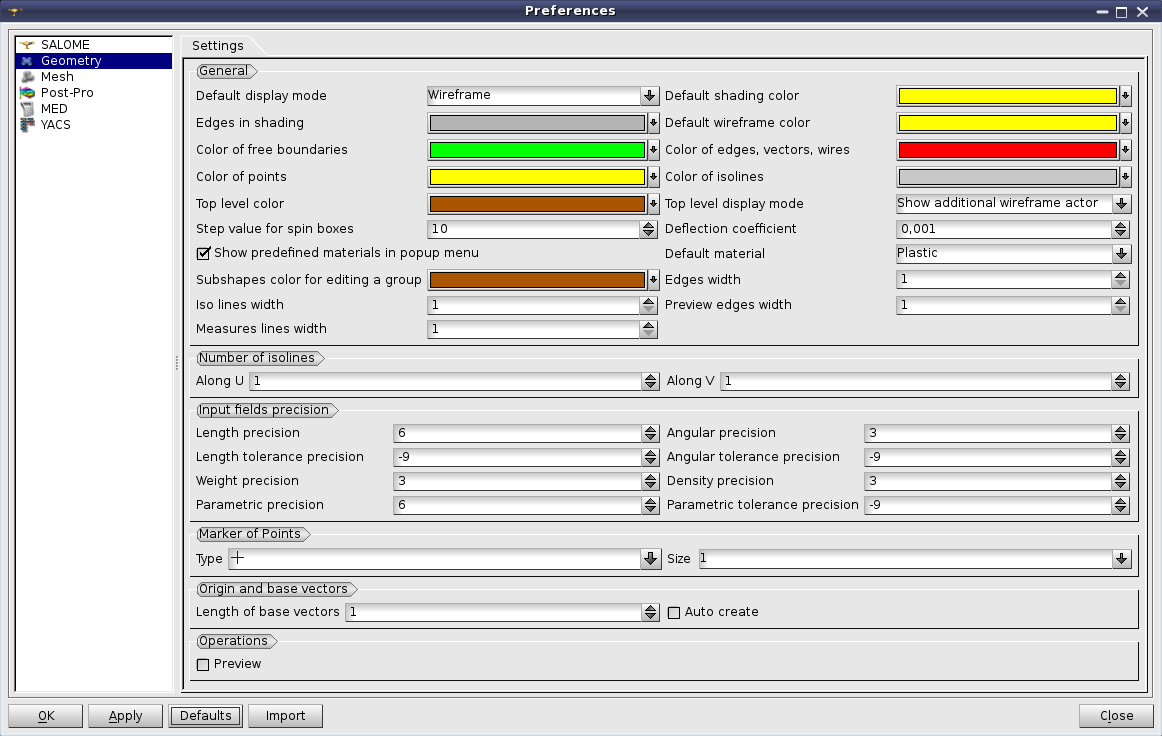 Preferences
SALOME
Geometry
Mesh
Post-Pro
MED
YACS
Settings
General
Default display mode Wireframe Default shading color
Edges in shading Default wireframe color
Color of free boundaries Color of edges, vectors, wires
Color of points Color of isolines
Top level color Top level display mode Show additional wireframe actor
Step value for spin boxes 10 Deflection coefficient 0,001
Show predefined materials in popup menu Default material Plastic
Subshapes color for editing a group Edges width 1
Iso lines width 1 Preview edges width 1
Measures lines width 1
Number of isolines
Along U 1 Along V 1
Input fields precision
Length precision 6 Angular precision 3
Length tolerance precision -9 Angular tolerance precision -9
Weight precision 3 Density precision 3
Parametric precision 6 Parametric tolerance precision -9
Marker of Points
Type Size 1
Origin and base vectors
Length of base vectors 1 Auto create
Operations
Preview
OK Apply Defaults Import Close